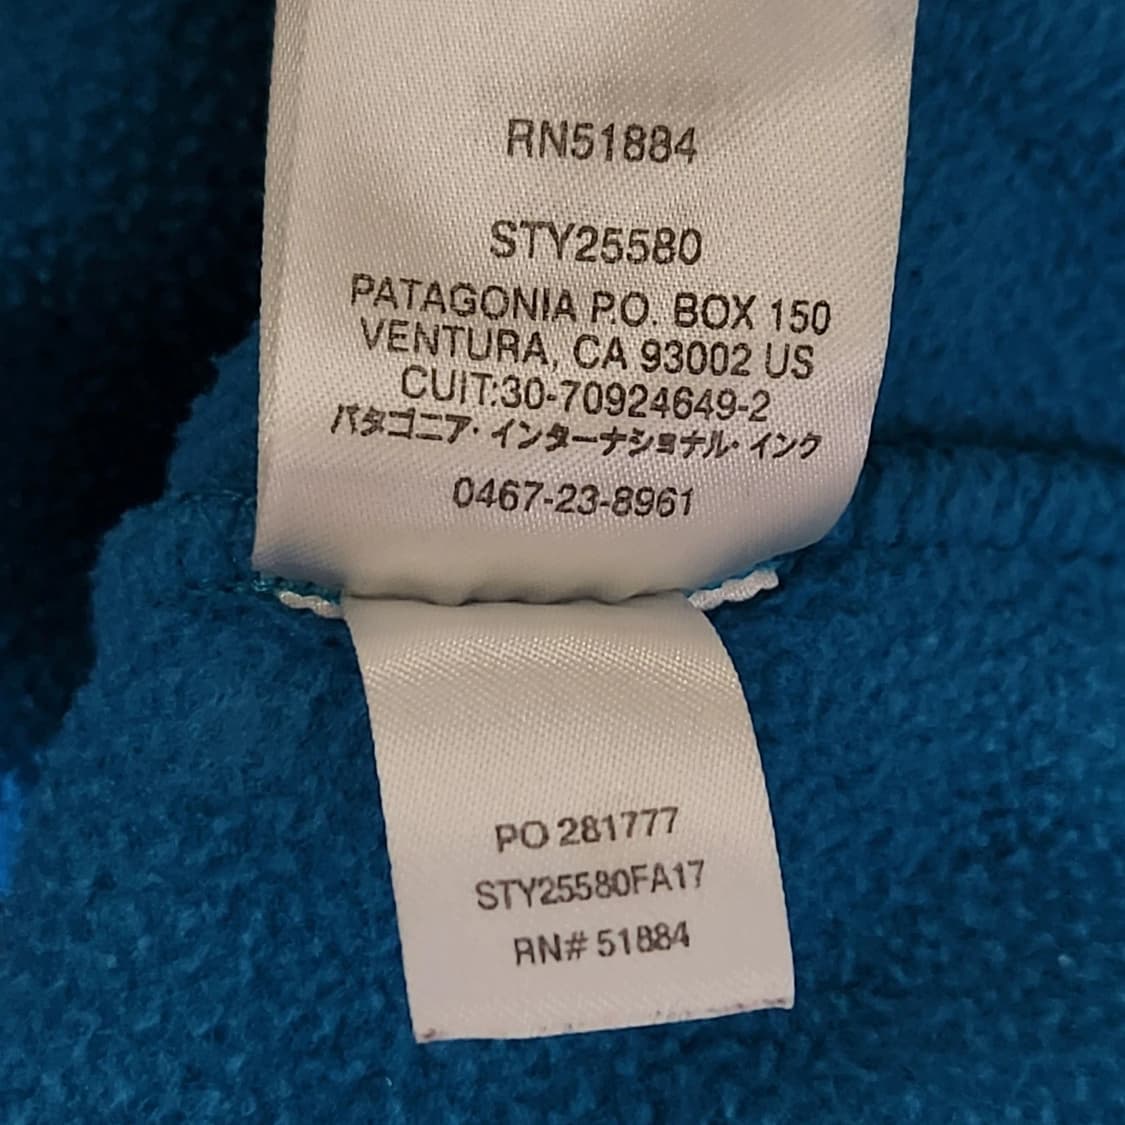 RN51884
STY25580
PATAGONIA P.O. BOX 150
VENTURA, CA 93002 US
CUIT:30-70924649-2
パタゴニア・インターナショナル・インク
0467-23-8961
PO 281777
STY25580FA17
RN# 51884